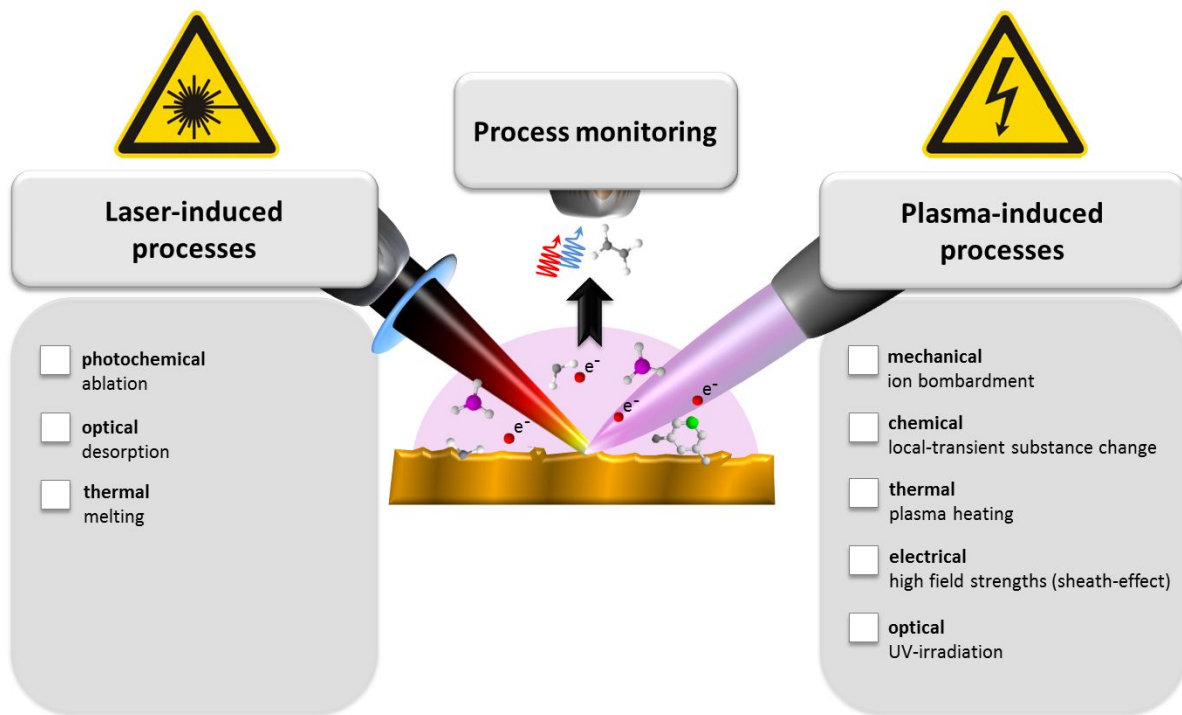 Process monitoring
Laser-induced
processes
photochemical
ablation
optical
desorption
thermal
melting
e-
e-
e-
e-
Plasma-induced
processes
mechanical
ion bombardment
chemical
local-transient substance change
thermal
plasma heating
electrical
high field strengths (sheath-effect)
optical
UV-irradiation